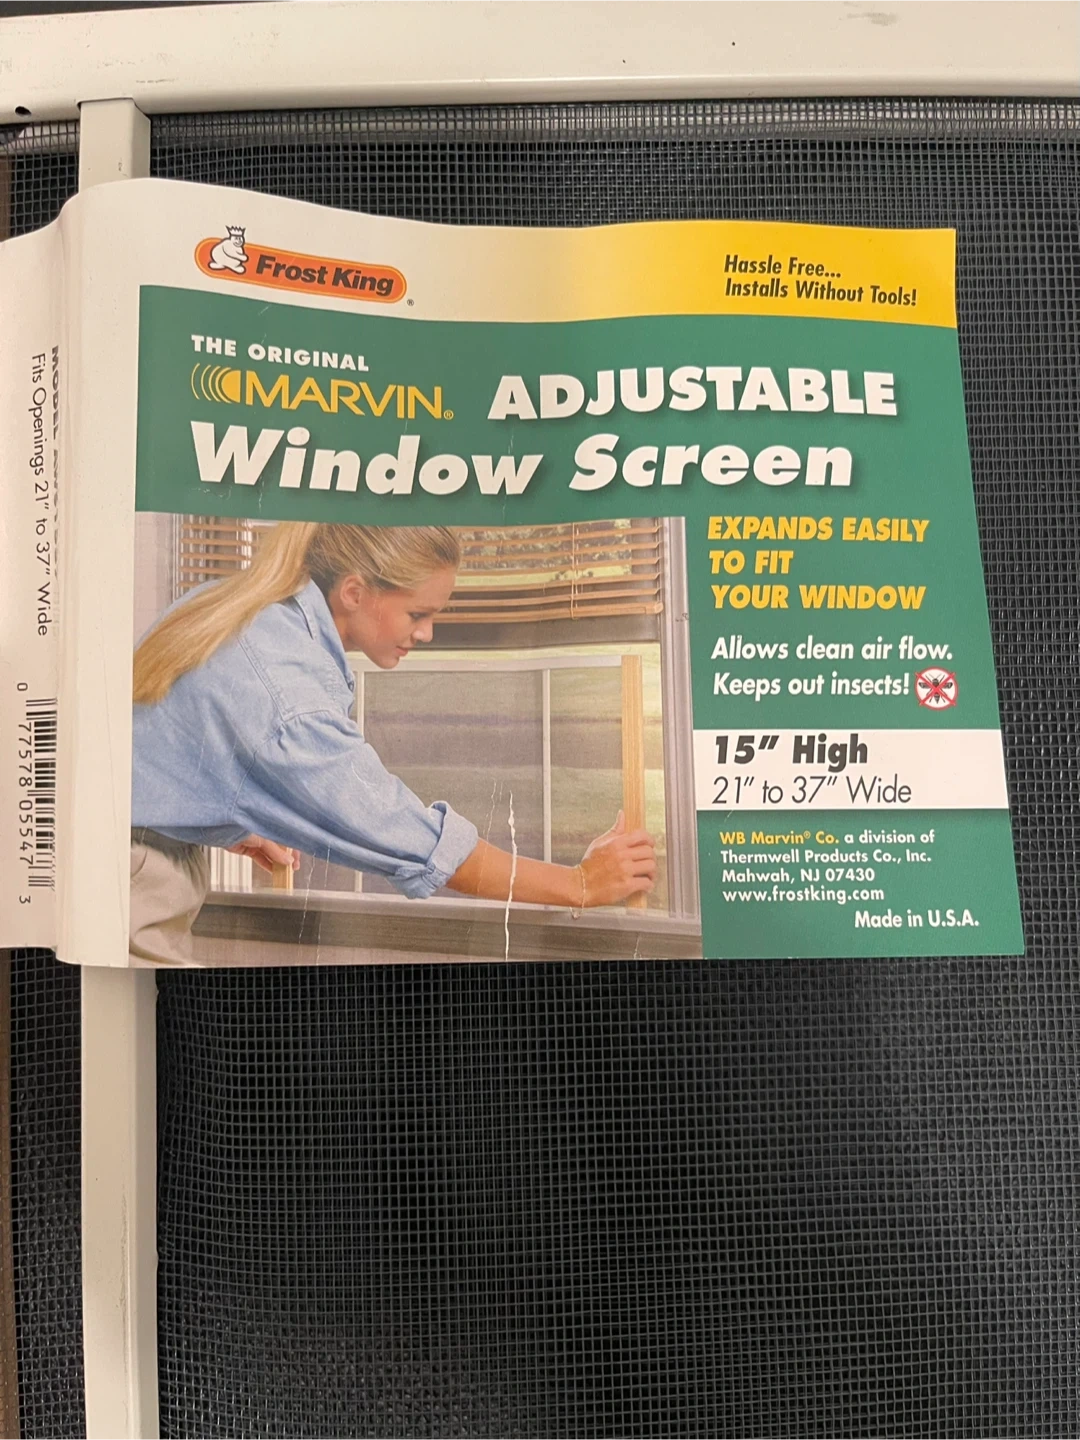 Frost King®
Hassle Free...
Installs Without Tools!
THE ORIGINAL
MARVIN® ADJUSTABLE
Window Screen
EXPANDS EASILY
TO FIT
YOUR WINDOW
Allows clean air flow.
Keeps out insects!
15" High
21" to 37" Wide
WB Marvin® Co. a division of
Thermwell Products Co., Inc.
Mahwah, NJ 07430
www.frostking.com
Made in U.S.A.
MODEL
Fits Openings 21" to 37" Wide
0 77578 05547 3